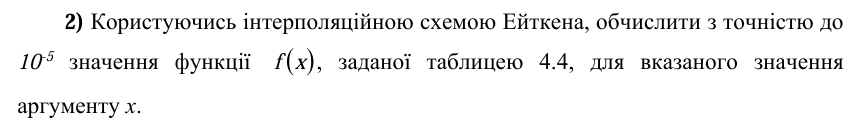 2) Користуючись інтерполяційною схемою Ейткена, обчислити з точністю до
10⁻⁵ значення функції f(x), заданої таблицею 4.4, для вказаного значення
аргументу x.